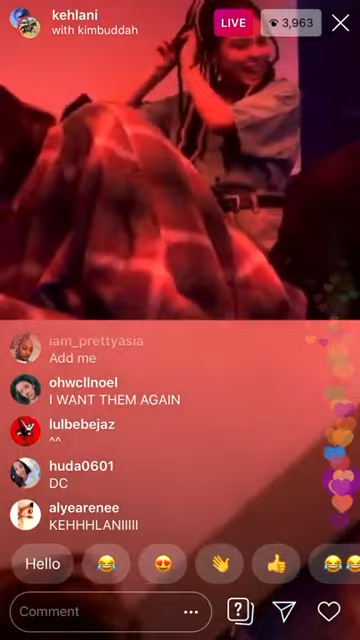 kehlani
LIVE
3,963
with kimbuddah
iam_prettyasia
Add me
ohwcllnoel
I WANT THEM AGAIN
lulbebejaz
^^
huda0601
DC
alyearenee
KEHHHLANIIIII
Hello
Comment